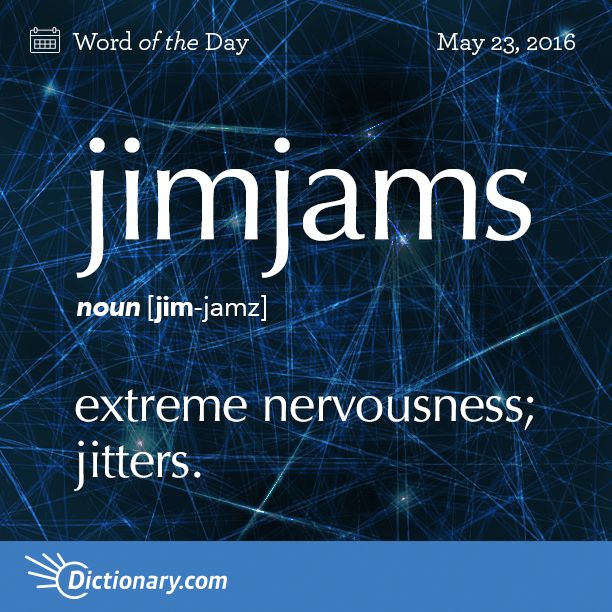 Word of the Day
May 23, 2016
jimjams
noun [jim-jamz]
extreme nervousness;
jitters.
Dictionary.com